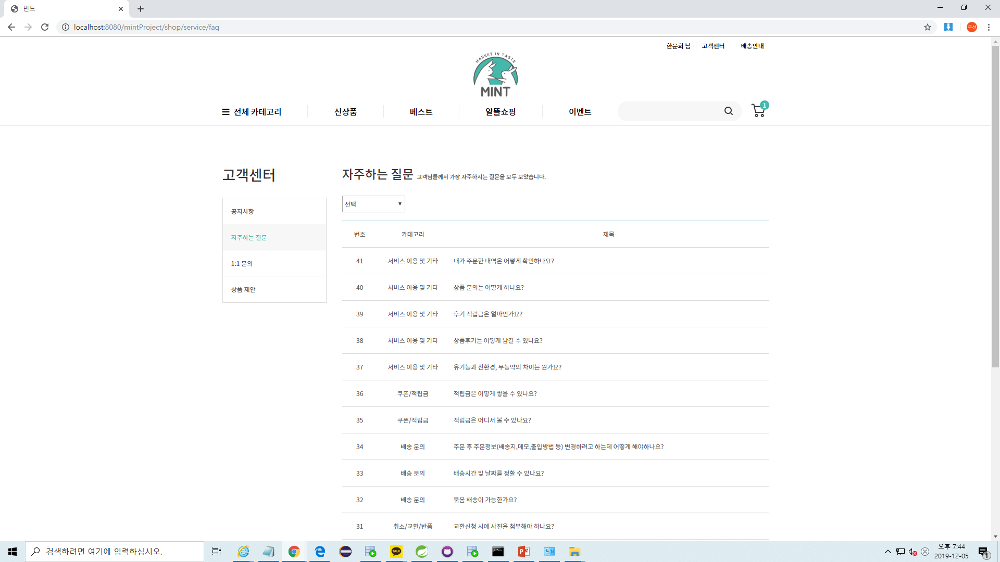 민트
localhost:8080/mintProject/shop/service/faq
무선
한문희 님 고객센터 배송안내
MARKET IN TASTE
MINT
전체 카테고리 신상품 베스트 알뜰쇼핑 이벤트 1
고객센터
공지사항
자주하는 질문
1:1 문의
상품 제안
자주하는 질문 고객님들께서 가장 자주하시는 질문을 모두 모았습니다.
선택
번호 카테고리 제목
41 서비스 이용 및 기타 내가 주문한 내역은 어떻게 확인하나요?
40 서비스 이용 및 기타 상품 문의는 어떻게 하나요?
39 서비스 이용 및 기타 후기 적립금은 얼마인가요?
38 서비스 이용 및 기타 상품후기는 어떻게 남길 수 있나요?
37 서비스 이용 및 기타 유기농과 친환경, 무농약의 차이는 뭔가요?
36 쿠폰/적립금 적립금은 어떻게 쌓을 수 있나요?
35 쿠폰/적립금 적립금은 어디서 볼 수 있나요?
34 배송 문의 주문 후 주문정보(배송지,메모,출입방법 등) 변경하려고 하는데 어떻게 해야하나요?
33 배송 문의 배송시간 및 날짜를 정할 수 있나요?
32 배송 문의 묶음 배송이 가능한가요?
31 취소/교환/반품 교환신청 시에 사진을 첨부해야 하나요?
검색하려면 여기에 입력하십시오.
TALK
오후 7:44
2019-12-05
1